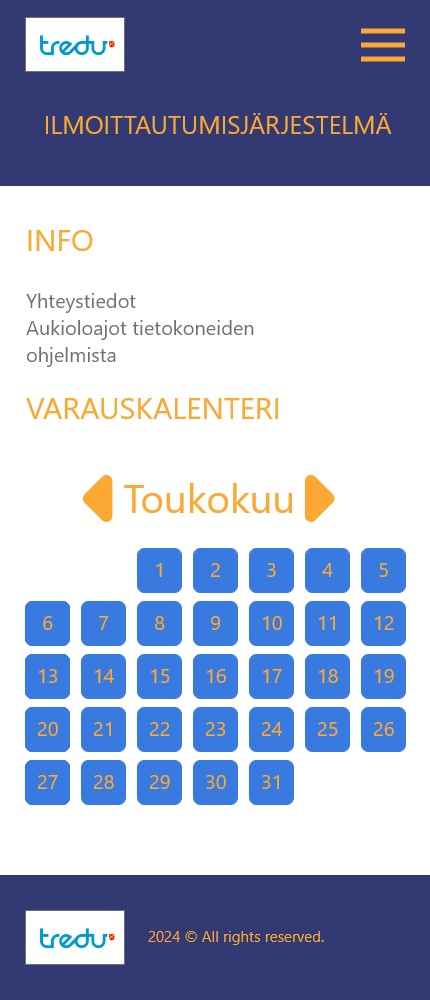 tredu
ILMOITTAUTUMISJÄRJESTELMÄ
INFO
Yhteystiedot
Aukioloajot tietokoneiden
ohjelmista
VARAUSKALENTERI
Toukokuu
1 2 3 4 5
6 7 8 9 10 11 12
13 14 15 16 17 18 19
20 21 22 23 24 25 26
27 28 29 30 31
tredu
2024 © All rights reserved.